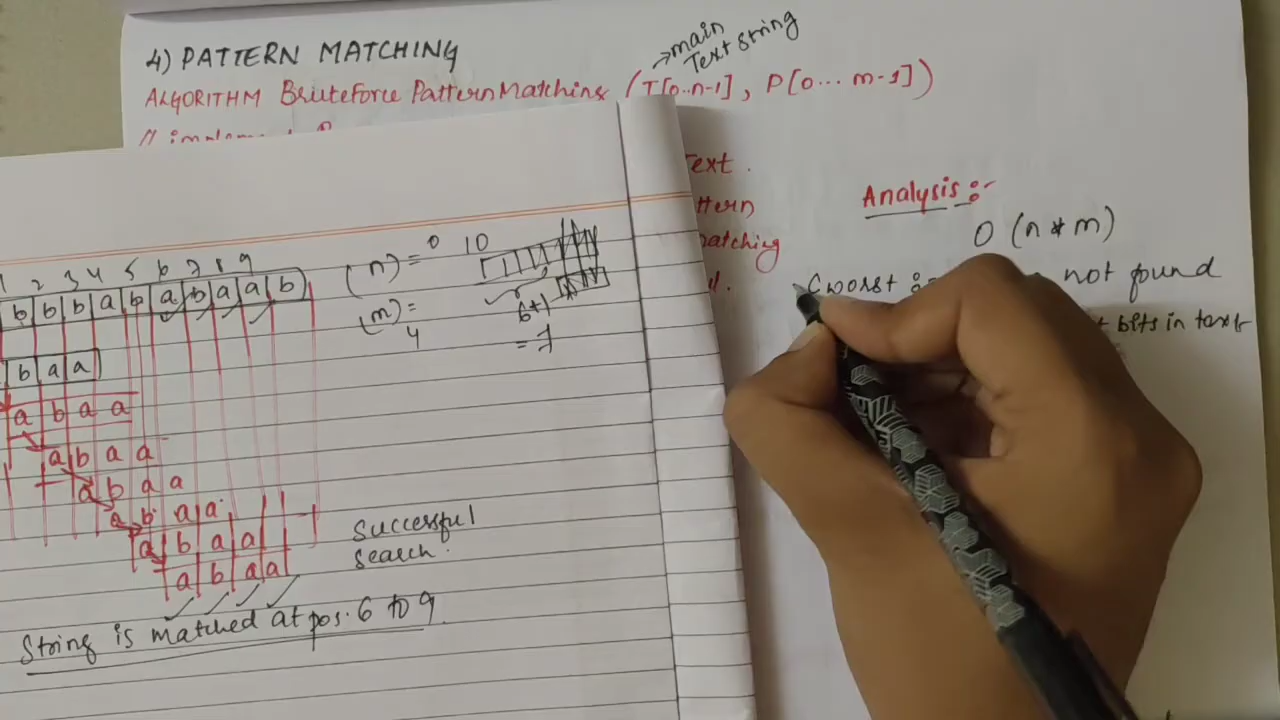 4) PATTERN MATCHING
→main
Text string
ALGORITHM BruteForce PatternMatching (T[0..n-1], P[0... m-1])
Text.
Analysis :-
O (n * m)
not found
bits in text
1 2 3 4 5 6 7 8 9
b b b a b a b a a b
b a a
a b a a
a b a a
a b a a
a b a a
a b a a
a b a a
(n) = 10
(m) =
4
6+1
= 7
Successful
search.
String is matched at pos. 6 to 9.